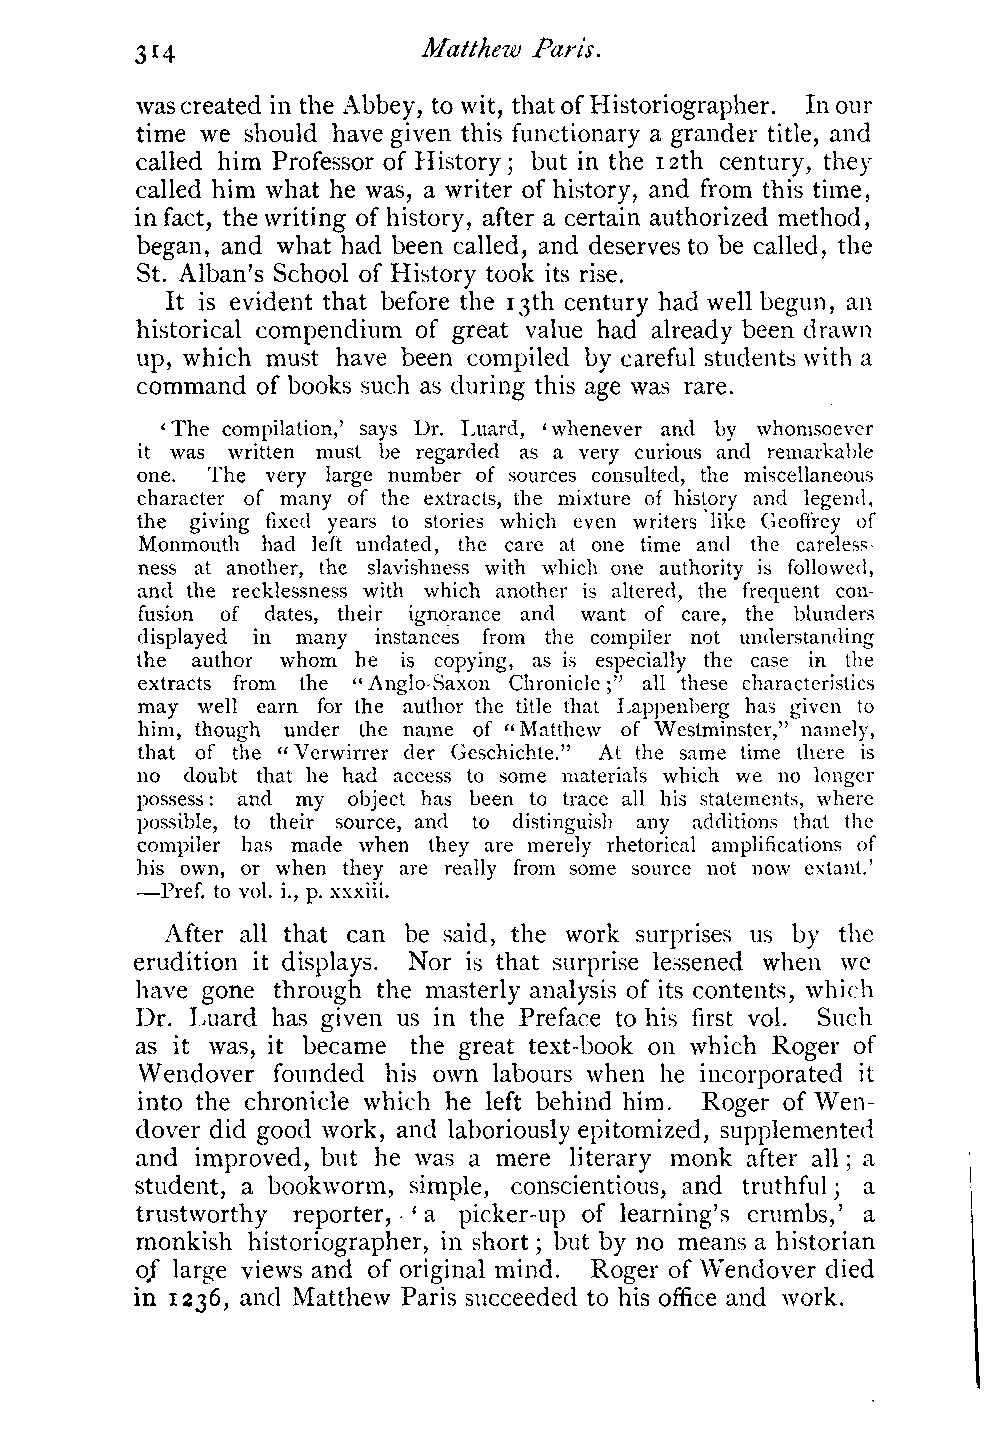 314 Matthew Paris.
was created in the Abbey, to wit, that of Historiographer. In our
time we should have given this functionary a grander title, and
called him Professor of History; but in the 12th century, they
called him what he was, a writer of history, and from this time,
in fact, the writing of history, after a certain authorized method,
began, and what had been called, and deserves to be called, the
St. Alban's School of History took its rise.
It is evident that before the 13th century had well begun, an
historical compendium of great value had already been drawn
up, which must have been compiled by careful students with a
command of books such as during this age was rare.
'The compilation,' says Dr. Luard, 'whenever and by whomsoever
it was written must be regarded as a very curious and remarkable
one. The very large number of sources consulted, the miscellaneous
character of many of the extracts, the mixture of history and legend,
the giving fixed years to stories which even writers like Geoffrey of
Monmouth had left undated, the care at one time and the careless-
ness at another, the slavishness with which one authority is followed,
and the recklessness with which another is altered, the frequent con-
fusion of dates, their ignorance and want of care, the blunders
displayed in many instances from the compiler not understanding
the author whom he is copying, as is especially the case in the
extracts from the "Anglo-Saxon Chronicle;" all these characteristics
may well earn for the author the title that Lappenberg has given to
him, though under the name of "Matthew of Westminster," namely,
that of the "Verwirrer der Geschichte." At the same time there is
no doubt that he had access to some materials which we no longer
possess: and my object has been to trace all his statements, where
possible, to their source, and to distinguish any additions that the
compiler has made when they are merely rhetorical amplifications of
his own, or when they are really from some source not now extant.'
—Pref. to vol. i., p. xxxiii.
After all that can be said, the work surprises us by the
erudition it displays. Nor is that surprise lessened when we
have gone through the masterly analysis of its contents, which
Dr. Luard has given us in the Preface to his first vol. Such
as it was, it became the great text-book on which Roger of
Wendover founded his own labours when he incorporated it
into the chronicle which he left behind him. Roger of Wen-
dover did good work, and laboriously epitomized, supplemented
and improved, but he was a mere literary monk after all; a
student, a bookworm, simple, conscientious, and truthful; a
trustworthy reporter, 'a picker-up of learning's crumbs,' a
monkish historiographer, in short; but by no means a historian
of large views and of original mind. Roger of Wendover died
in 1236, and Matthew Paris succeeded to his office and work.